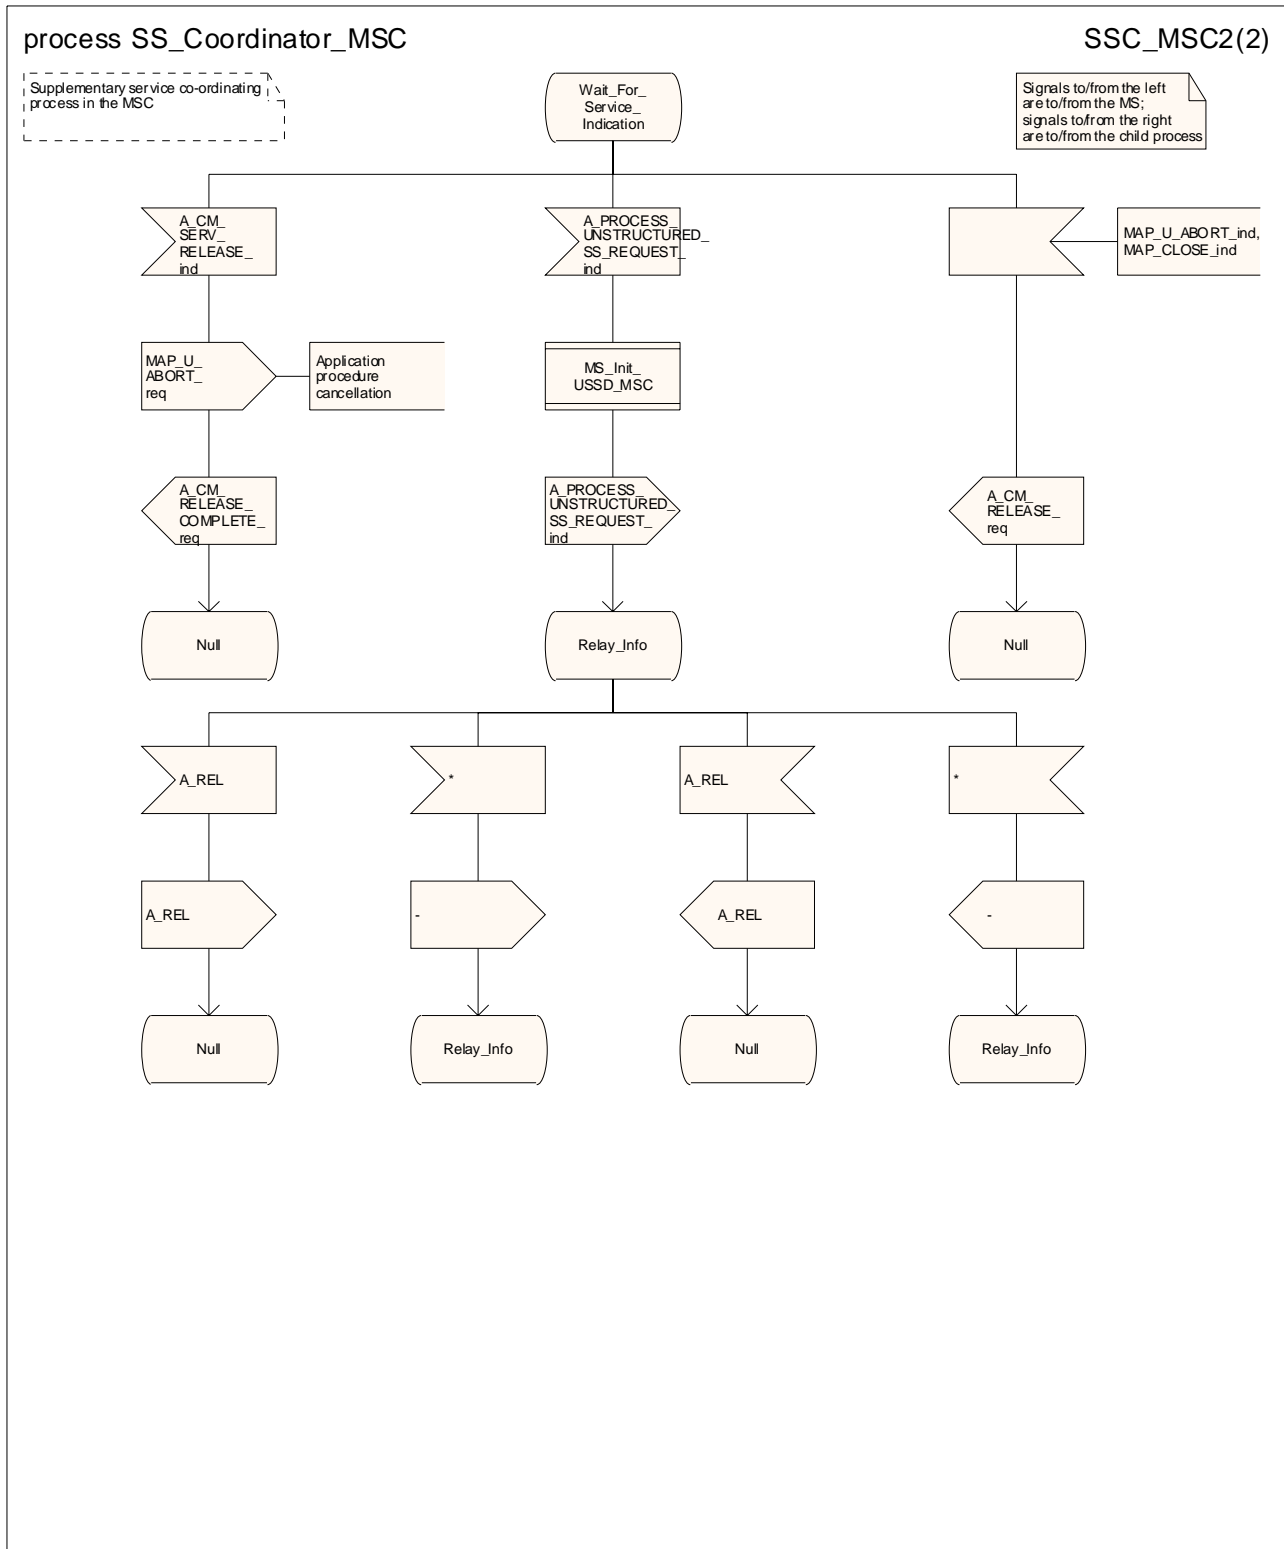 process SS_Coordinator_MSC
SSC_MSC2(2)
Supplementary service co-ordinating
process in the MSC
Wait_For_
Service_
Indication
Signals to/from the left
are to/from the MS;
signals to/from the right
are to/from the child process
A_CM_
SERV_
RELEASE_
ind
A_PROCESS_
UNSTRUCTURED_
SS_REQUEST_
ind
MAP_U_ABORT_ind,
MAP_CLOSE_ind
MAP_U_
ABORT_
req
Application
procedure
cancellation
MS_Init_
USSD_MSC
A_CM_
RELEASE_
COMPLETE_
req
A_PROCESS_
UNSTRUCTURED_
SS_REQUEST_
ind
A_CM_
RELEASE_
req
Null
Relay_Info
Null
A_REL
*
A_REL
*
A_REL
-
A_REL
-
Null
Relay_Info
Null
Relay_Info